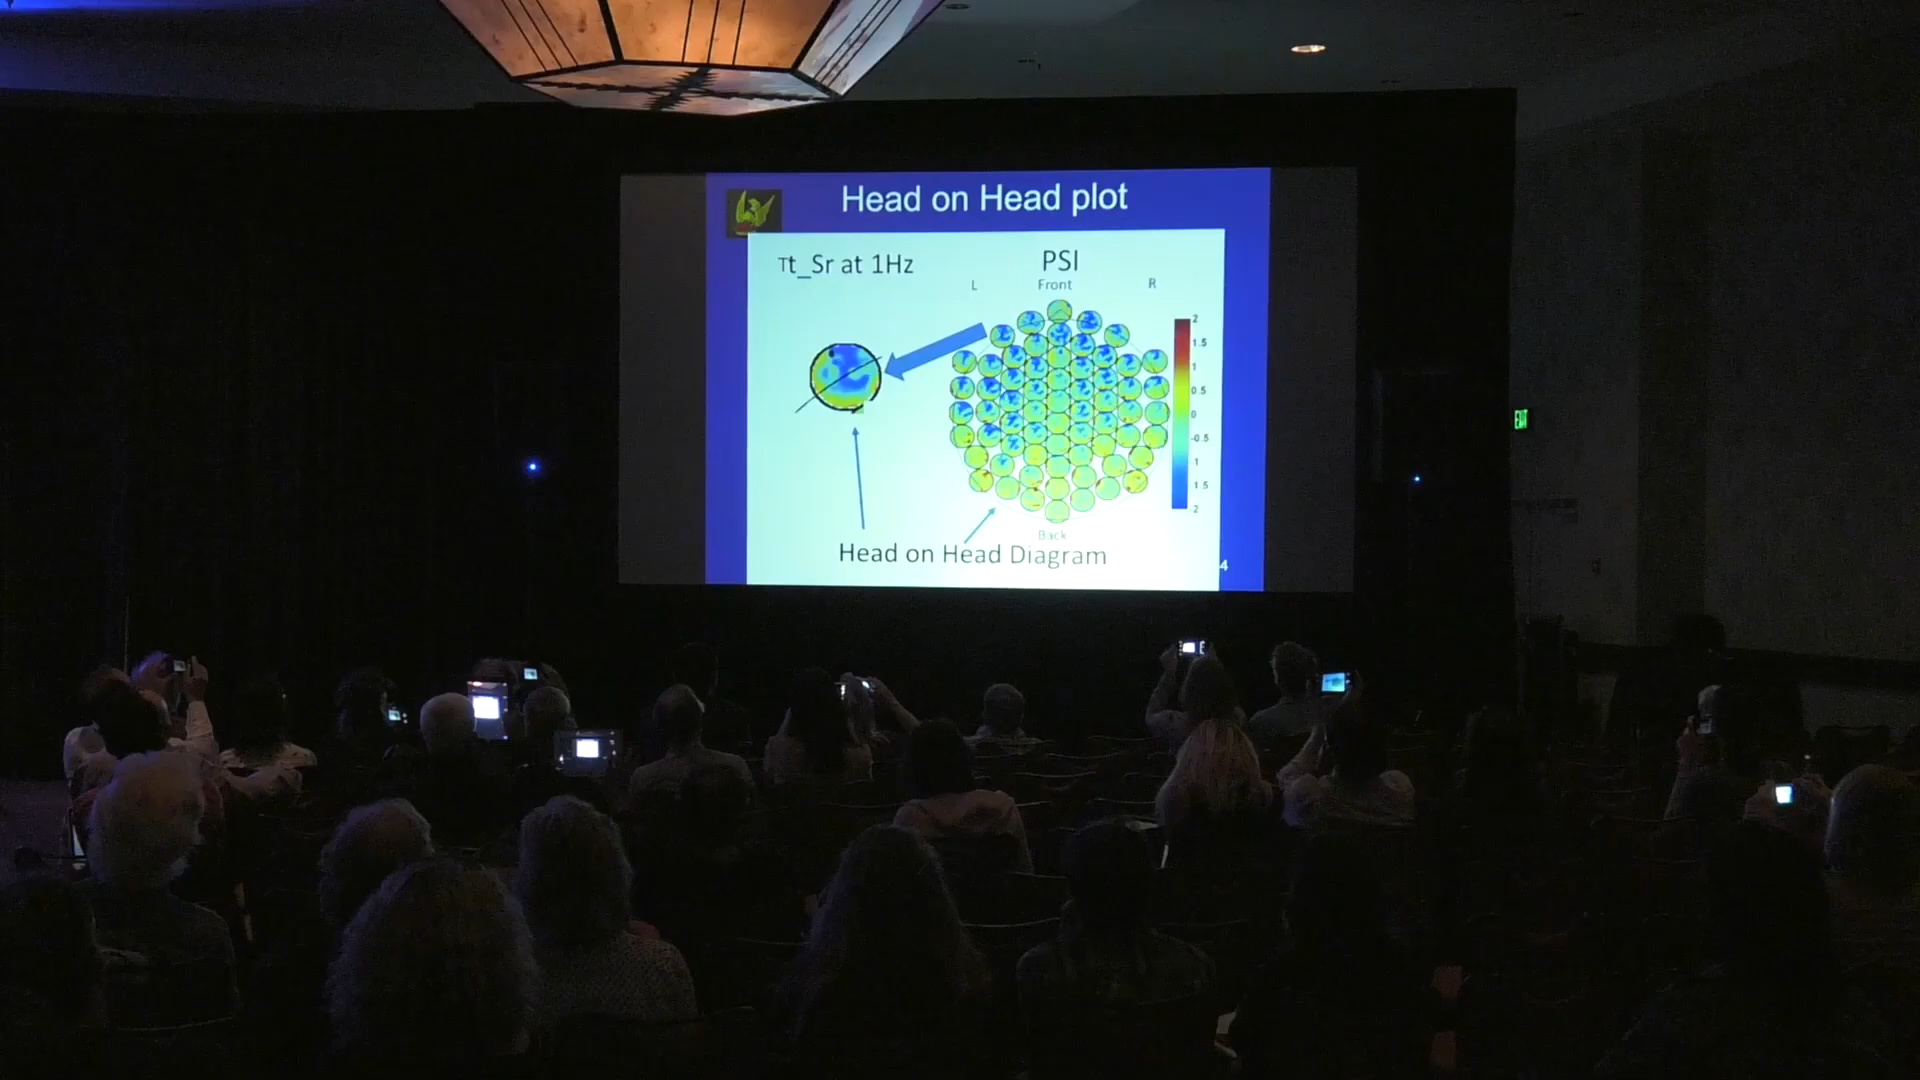 Head on Head plot
Tt_Sr at 1Hz
PSI
L Front R
2
1.5
1
0.5
0
-0.5
1
1.5
2
Back
Head on Head Diagram
4
EXIT